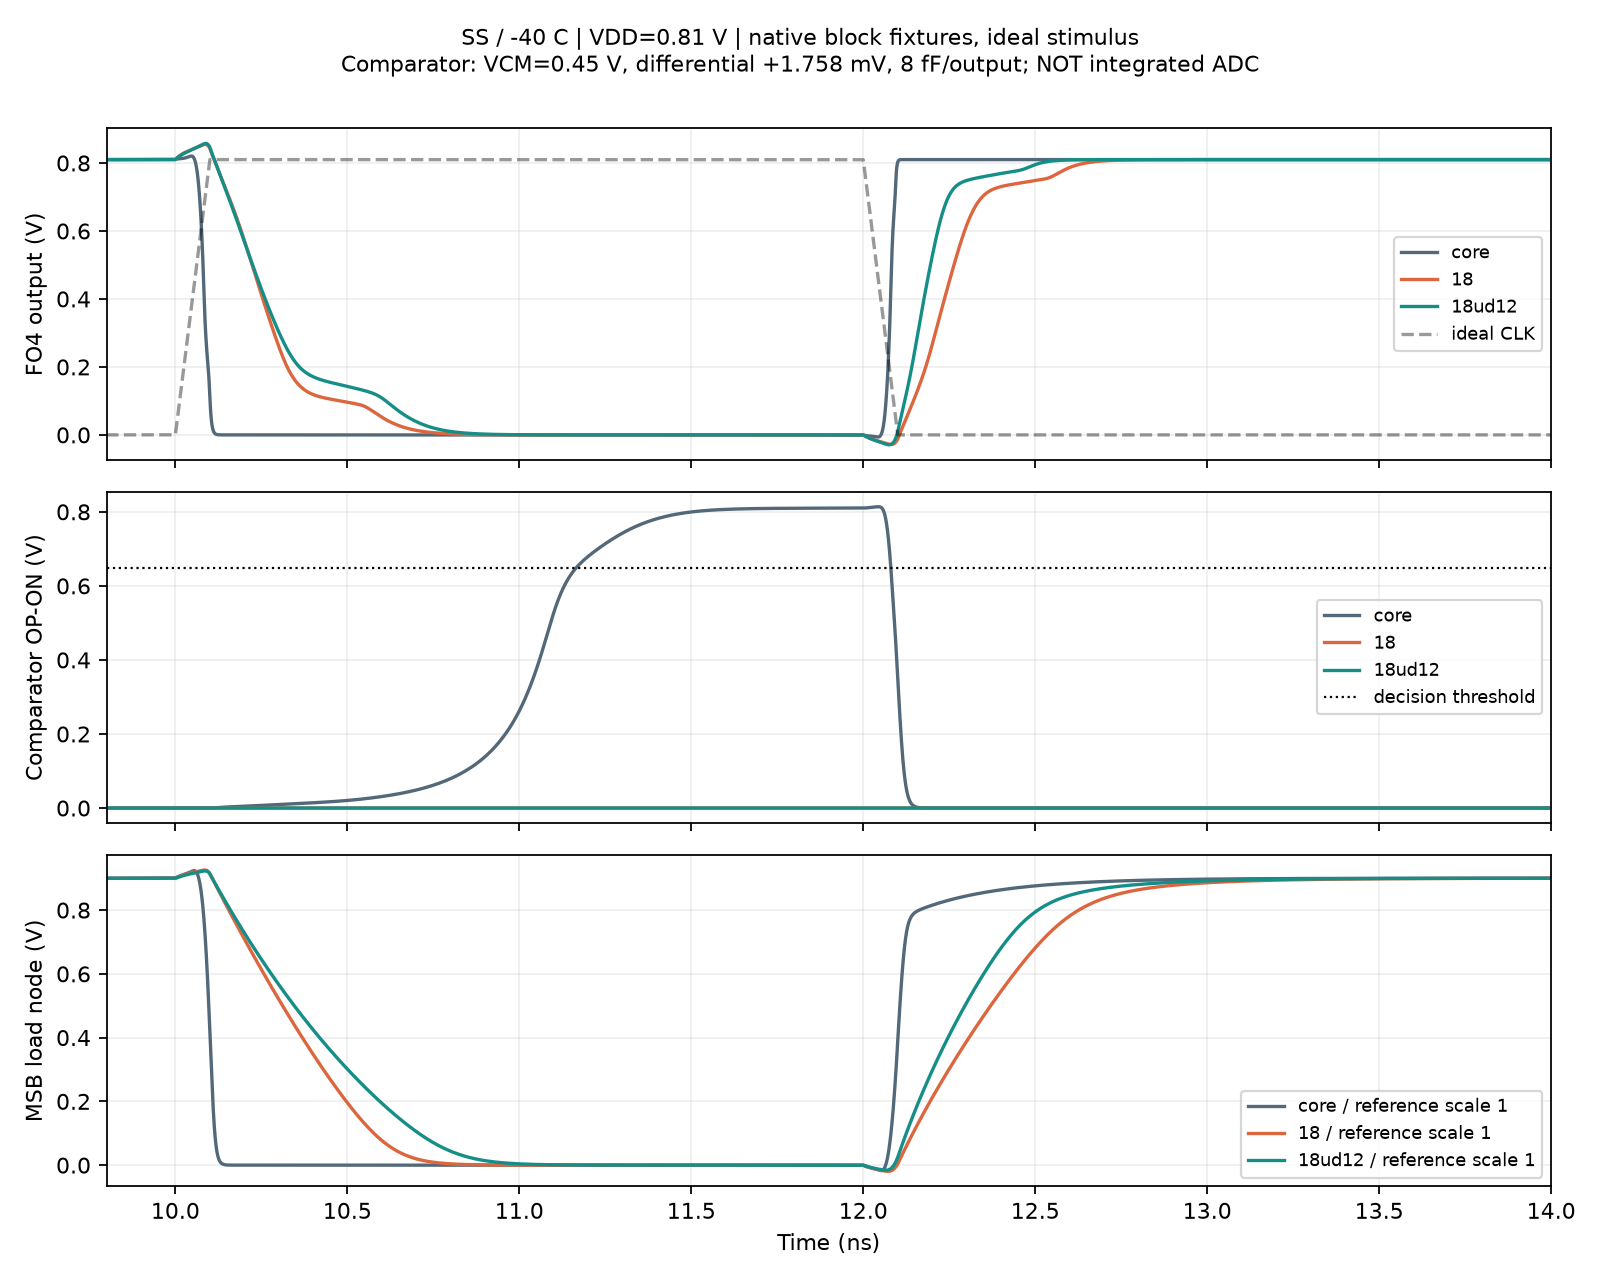 SS / -40 C | VDD=0.81 V | native block fixtures, ideal stimulus
Comparator: VCM=0.45 V, differential +1.758 mV, 8 fF/output; NOT integrated ADC
FO4 output (V)
0.8
0.6
0.4
0.2
0.0
core
18
18ud12
ideal CLK
Comparator OP-ON (V)
0.8
0.6
0.4
0.2
0.0
core
18
18ud12
decision threshold
MSB load node (V)
0.8
0.6
0.4
0.2
0.0
core / reference scale 1
18 / reference scale 1
18ud12 / reference scale 1
10.0 10.5 11.0 11.5 12.0 12.5 13.0 13.5 14.0
Time (ns)